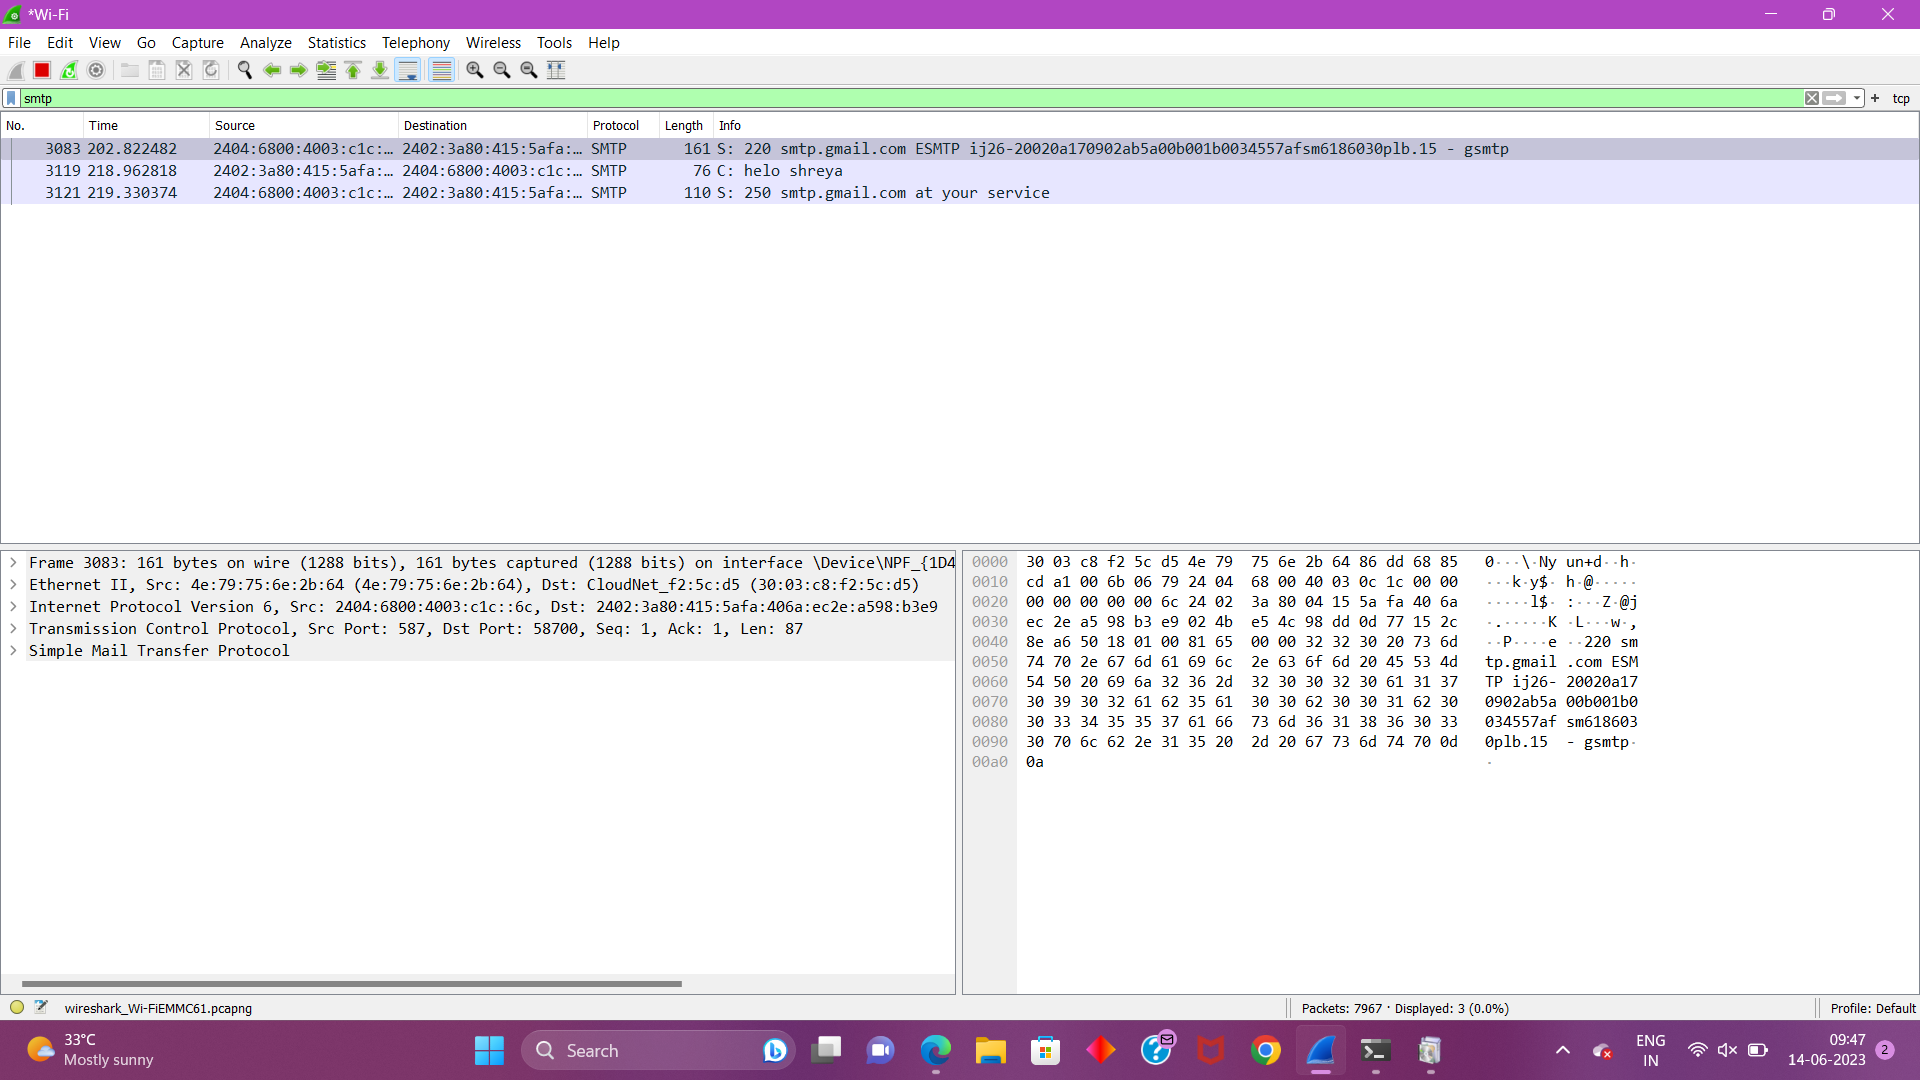 *Wi-Fi
File Edit View Go Capture Analyze Statistics Telephony Wireless Tools Help
smtp
+ tcp
No. Time Source Destination Protocol Length Info
3083 202.822482 2404:6800:4003:c1c:… 2402:3a80:415:5afa:… SMTP 161 S: 220 smtp.gmail.com ESMTP ij26-20020a170902ab5a00b001b0034557afsm6186030plb.15 - gsmtp
3119 218.962818 2402:3a80:415:5afa:… 2404:6800:4003:c1c:… SMTP 76 C: helo shreya
3121 219.330374 2404:6800:4003:c1c:… 2402:3a80:415:5afa:… SMTP 110 S: 250 smtp.gmail.com at your service
Frame 3083: 161 bytes on wire (1288 bits), 161 bytes captured (1288 bits) on interface \Device\NPF_{1D4
Ethernet II, Src: 4e:79:75:6e:2b:64 (4e:79:75:6e:2b:64), Dst: CloudNet_f2:5c:d5 (30:03:c8:f2:5c:d5)
Internet Protocol Version 6, Src: 2404:6800:4003:c1c::6c, Dst: 2402:3a80:415:5afa:406a:ec2e:a598:b3e9
Transmission Control Protocol, Src Port: 587, Dst Port: 58700, Seq: 1, Ack: 1, Len: 87
Simple Mail Transfer Protocol
0000 30 03 c8 f2 5c d5 4e 79 75 6e 2b 64 86 dd 68 85 0···\·Ny un+d··h·
0010 cd a1 00 6b 06 79 24 04 68 00 40 03 0c 1c 00 00 ···k·y$· h·@·····
0020 00 00 00 00 00 6c 24 02 3a 80 04 15 5a fa 40 6a ·····l$· :···Z·@j
0030 ec 2e a5 98 b3 e9 02 4b e5 4c 98 dd 0d 77 15 2c ·.·····K ·L···w·,
0040 8e a6 50 18 01 00 81 65 00 00 32 32 30 20 73 6d ··P····e ··220 sm
0050 74 70 2e 67 6d 61 69 6c 2e 63 6f 6d 20 45 53 4d tp.gmail .com ESM
0060 54 50 20 69 6a 32 36 2d 32 30 30 32 30 61 31 37 TP ij26- 20020a17
0070 30 39 30 32 61 62 35 61 30 30 62 30 30 31 62 30 0902ab5a 00b001b0
0080 30 33 34 35 35 37 61 66 73 6d 36 31 38 36 30 33 034557af sm618603
0090 30 70 6c 62 2e 31 35 20 2d 20 67 73 6d 74 70 0d 0plb.15 - gsmtp·
00a0 0a ·
wireshark_Wi-FiEMMC61.pcapng
Packets: 7967 · Displayed: 3 (0.0%)
Profile: Default
33°C
Mostly sunny
Search
ENG
IN
09:47
14-06-2023
2